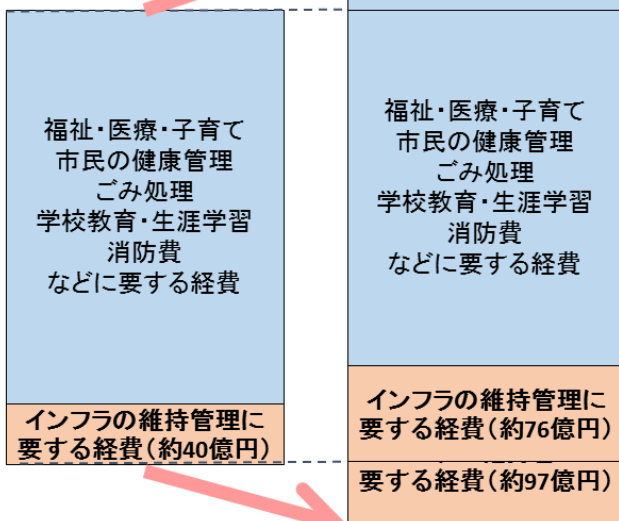 福祉・医療・子育て
市民の健康管理
ごみ処理
学校教育・生涯学習
消防費
などに要する経費
インフラの維持管理に
要する経費(約40億円)
福祉・医療・子育て
市民の健康管理
ごみ処理
学校教育・生涯学習
消防費
などに要する経費
インフラの維持管理に
要する経費(約76億円)
要する経費(約97億円)